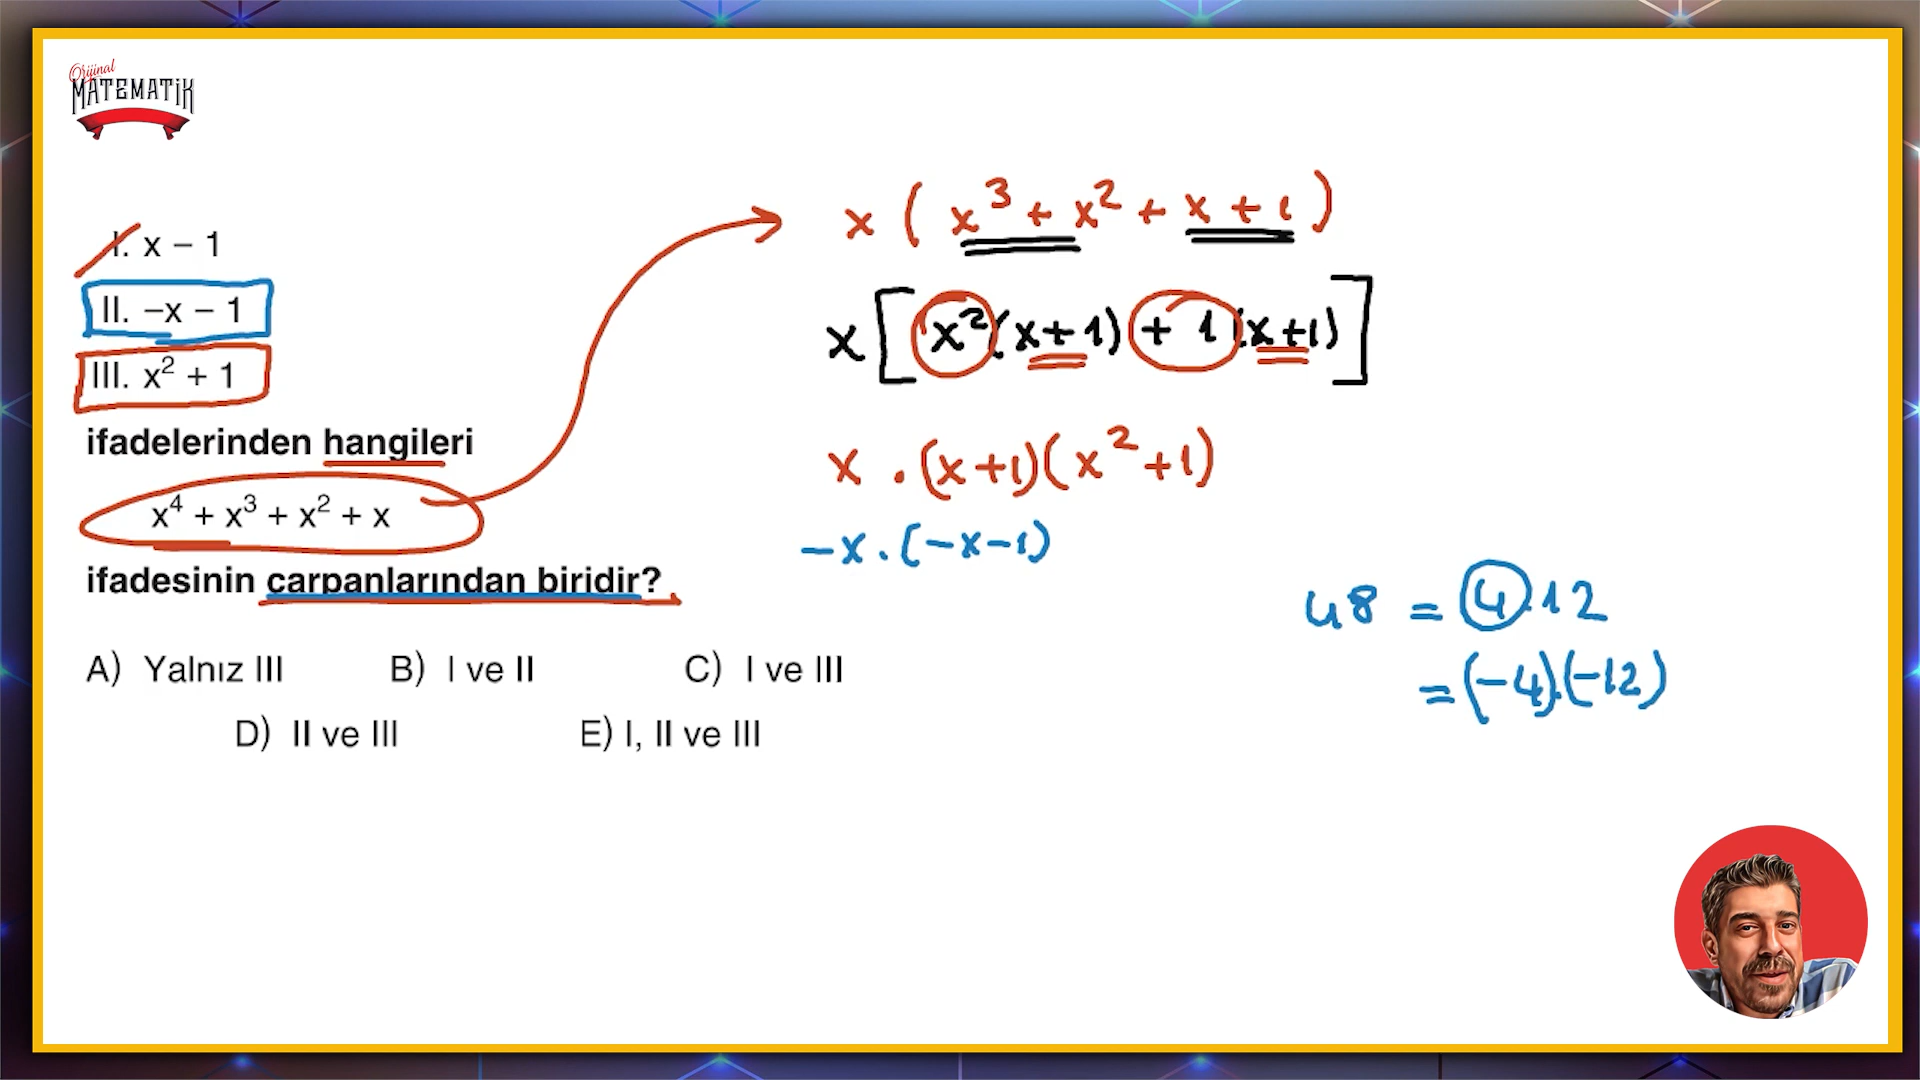 Orijinal
MATEMATİK
I. x – 1
II. –x – 1
III. x² + 1
ifadelerinden hangileri
x⁴ + x³ + x² + x
ifadesinin çarpanlarından biridir?
A) Yalnız III B) I ve II C) I ve III
D) II ve III E) I, II ve III
x ( x³ + x² + x + 1 )
x [ x² (x+1) + 1 (x+1) ]
x . (x+1)(x²+1)
–x . (–x–1)
48 = 4.12
= (–4).(–12)